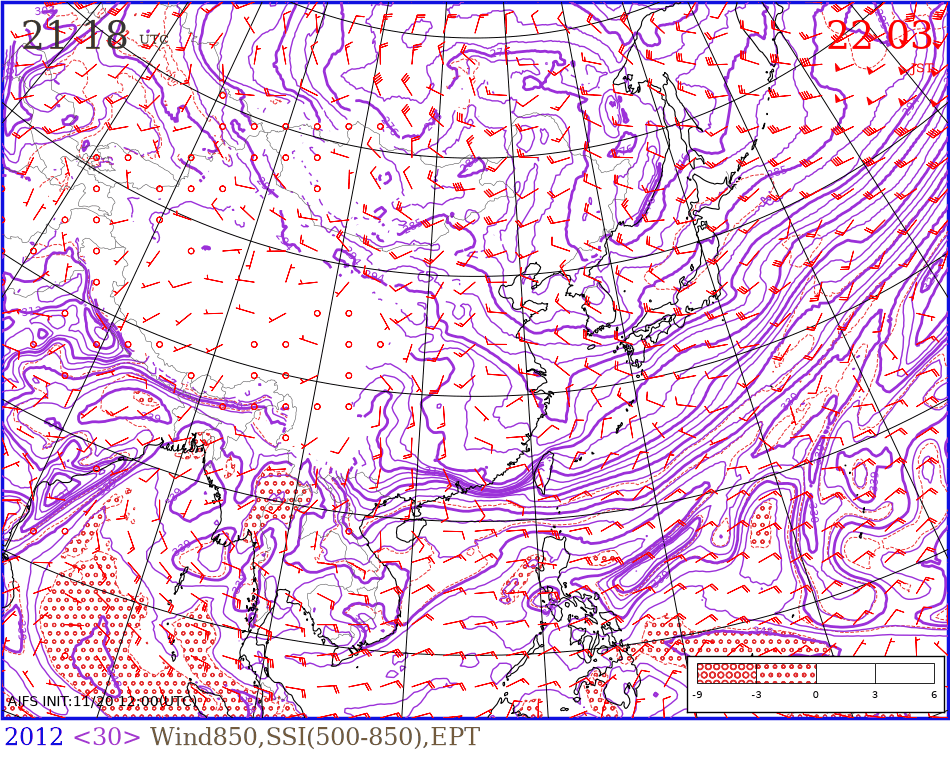 21 18 UTC
22 03 JST
-9 -3 0 3 6
AIFS INIT:11/20 12:00(UTC)
2012 <30> Wind850,SSI(500-850),EPT